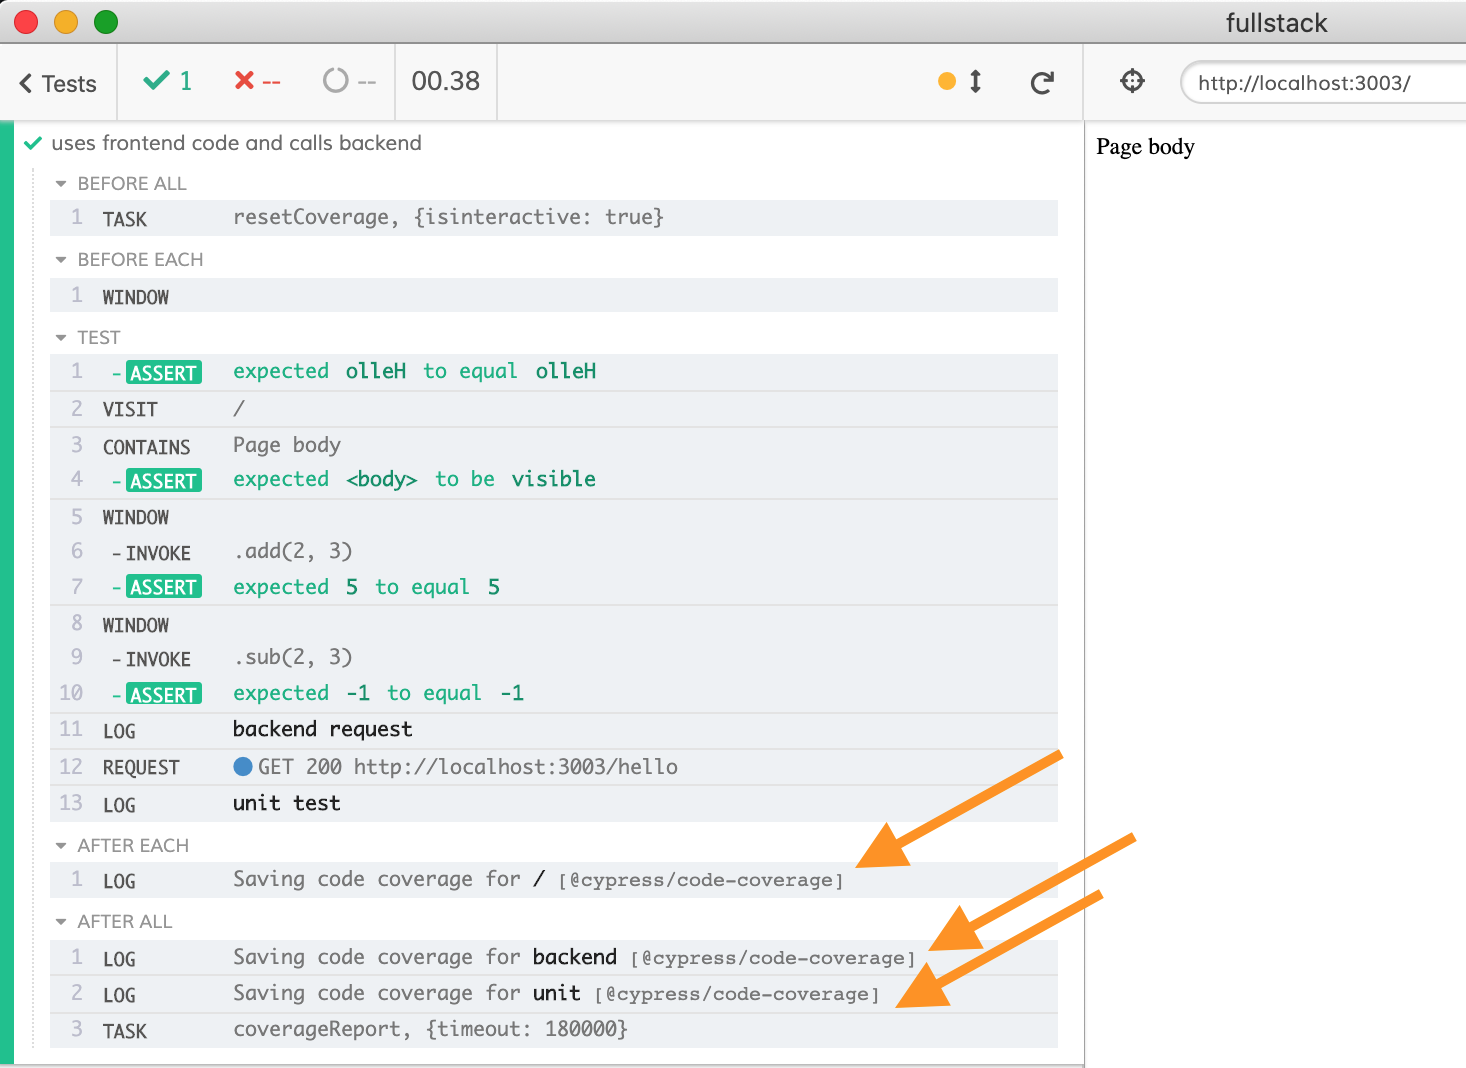 fullstack
Tests 1 -- -- 00.38 http://localhost:3003/
uses frontend code and calls backend
Page body
BEFORE ALL
1 TASK resetCoverage, {isinteractive: true}
BEFORE EACH
1 WINDOW
TEST
1 -ASSERT expected olleH to equal olleH
2 VISIT /
3 CONTAINS Page body
4 -ASSERT expected <body> to be visible
5 WINDOW
6 -INVOKE .add(2, 3)
7 -ASSERT expected 5 to equal 5
8 WINDOW
9 -INVOKE .sub(2, 3)
10 -ASSERT expected -1 to equal -1
11 LOG backend request
12 REQUEST GET 200 http://localhost:3003/hello
13 LOG unit test
AFTER EACH
1 LOG Saving code coverage for / [@cypress/code-coverage]
AFTER ALL
1 LOG Saving code coverage for backend [@cypress/code-coverage]
2 LOG Saving code coverage for unit [@cypress/code-coverage]
3 TASK coverageReport, {timeout: 180000}